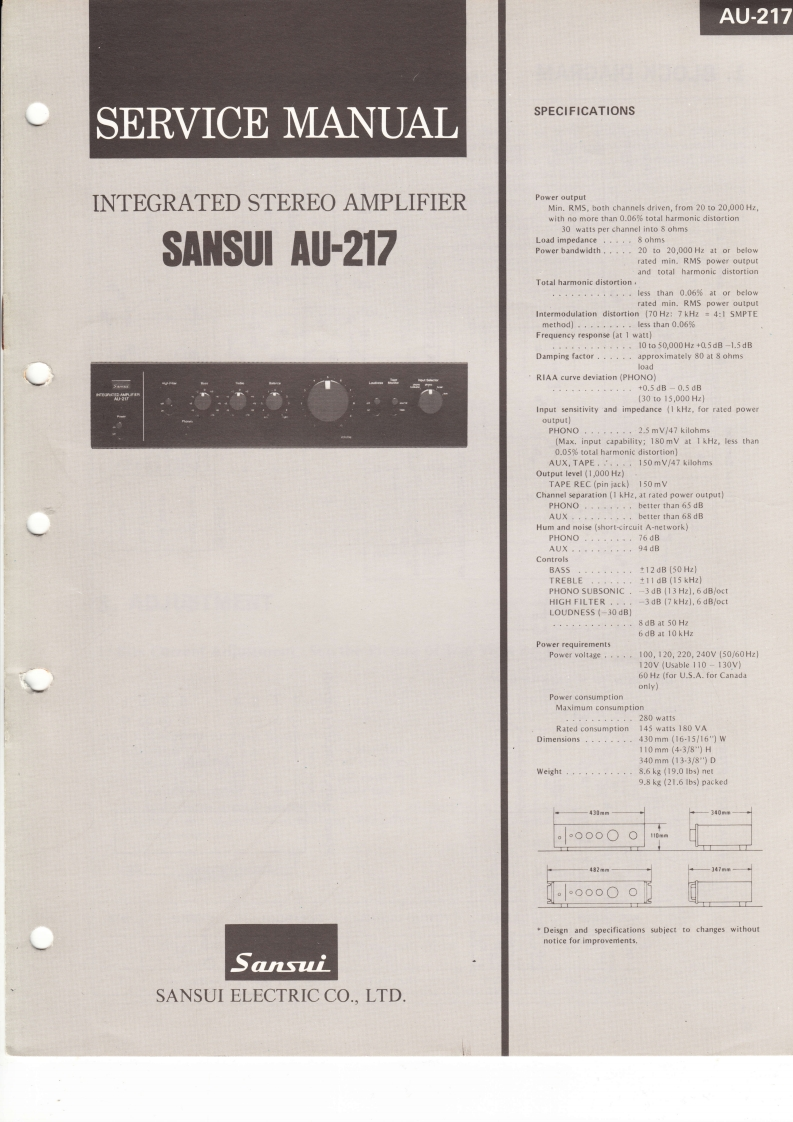 AU-217
SERVICE MANUAL
INTEGRATED STEREO AMPLIFIER
SANSUI AU-217
Sansui
INTEGRATED AMPLIFIER
AU-217
Power
High Filter
Bass
Treble
Balance
Loudness
Sansui
SANSUI ELECTRIC CO., LTD.
SPECIFICATIONS
Power output
Min. RMS, both channels driven, from 20 to 20,000 Hz,
with no more than 0.06% total harmonic distortion
30 watts per channel into 8 ohms
Load impedance . . . . . 8 ohms
Power bandwidth . . . . . 20 to 20,000 Hz at or below
rated min. RMS power output
and total harmonic distortion
Total harmonic distortion
. . . . . . . . . . . . . less than 0.06% at or below
rated min. RMS power output
Intermodulation distortion (70 Hz: 7 kHz = 4:1 SMPTE
method) . . . . . . . . . less than 0.06%
Frequency response (at 1 watt)
. . . . . . . . . . . . . 10 to 50,000 Hz +0.5 dB −1.5 dB
Damping factor . . . . . . approximately 80 at 8 ohms
load
RIAA curve deviation (PHONO)
. . . . . . . . . . . . . +0.5 dB − 0.5 dB
(30 to 15,000 Hz)
Input sensitivity and impedance (1 kHz, for rated power
output)
PHONO . . . . . . . . 2.5 mV/47 kilohms
(Max. input capability; 180 mV at 1 kHz, less than
0.05% total harmonic distortion)
AUX, TAPE . . . . . . 150 mV/47 kilohms
Output level (1,000 Hz)
TAPE REC (pin jack) 150 mV
Channel separation (1 kHz, at rated power output)
PHONO . . . . . . . . better than 65 dB
AUX . . . . . . . . . . better than 68 dB
Hum and noise (short-circuit A-network)
PHONO . . . . . . . . 76 dB
AUX . . . . . . . . . . 94 dB
Controls
BASS . . . . . . . . . ±12 dB (50 Hz)
TREBLE . . . . . . . ±11 dB (15 kHz)
PHONO SUBSONIC . −3 dB (13 Hz), 6 dB/oct
HIGH FILTER . . . . −3 dB (7 kHz), 6 dB/oct
LOUDNESS (−30 dB)
. . . . . . . . . . . . . 8 dB at 50 Hz
6 dB at 10 kHz
Power requirements
Power voltage . . . . . 100, 120, 220, 240V (50/60 Hz)
120V (Usable 110 − 130V)
60 Hz (for U.S.A. for Canada
only)
Power consumption
Maximum consumption
. . . . . . . . . . . 280 watts
Rated consumption 145 watts 180 VA
Dimensions . . . . . . . . 430 mm (16-15/16") W
110 mm (4-3/8") H
340 mm (13-3/8") D
Weight . . . . . . . . . . . 8.6 kg (19.0 lbs) net
9.8 kg (21.6 lbs) packed
430mm
340mm
110mm
482mm
347mm
* Deisgn and specifications subject to changes without
notice for improvements.